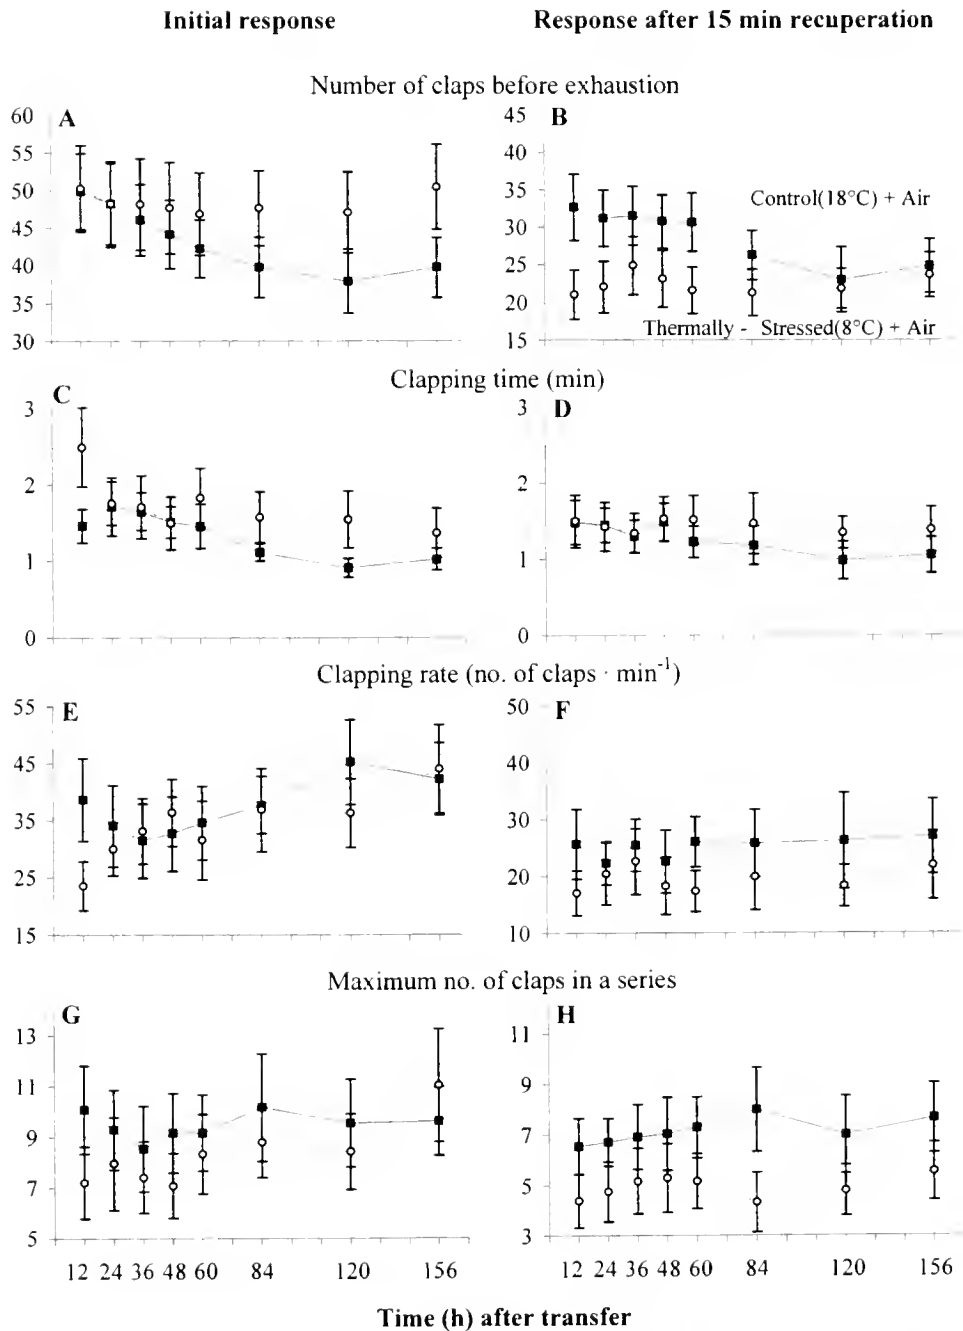 Initial response
Response after 15 min recuperation
Number of claps before exhaustion
A
60
55
50
45
40
35
30
B
45
40
35
30
25
20
15
Control(18°C) + Air
Thermally - Stressed(8°C) + Air
Clapping time (min)
C
3
2
1
0
D
3
2
1
0
Clapping rate (no. of claps · min⁻¹)
E
55
45
35
25
15
F
50
40
30
20
10
Maximum no. of claps in a series
G
13
11
9
7
5
H
11
9
7
5
3
12 24 36 48 60 84 120 156
12 24 36 48 60 84 120 156
Time (h) after transfer